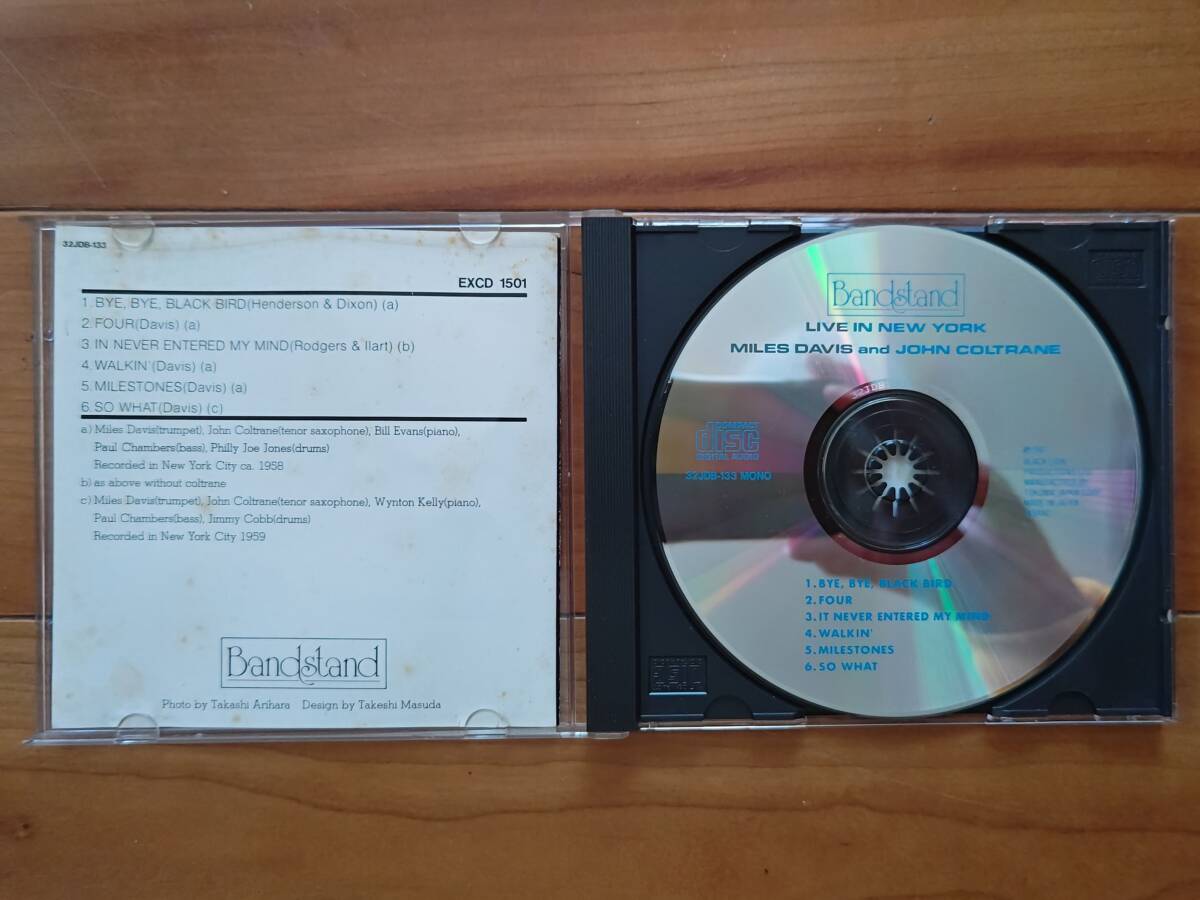 32JDB-133
EXCD 1501
1. BYE, BYE, BLACK BIRD(Henderson & Dixon) (a)
2. FOUR(Davis) (a)
3. IN NEVER ENTERED MY MIND(Rodgers & Ilart) (b)
4. WALKIN'(Davis) (a)
5. MILESTONES(Davis) (a)
6. SO WHAT(Davis) (c)
a) Miles Davis(trumpet), John Coltrane(tenor saxophone), Bill Evans(piano),
Paul Chambers(bass), Philly Joe Jones(drums)
Recorded in New York City ca. 1958
b) as above without coltrane
c) Miles Davis(trumpet), John Coltrane(tenor saxophone), Wynton Kelly(piano),
Paul Chambers(bass), Jimmy Cobb(drums)
Recorded in New York City 1959
Bandstand
Photo by Takashi Arihara Design by Takeshi Masuda
Bandstand
LIVE IN NEW YORK
MILES DAVIS and JOHN COLTRANE
32JDB
COMPACT
disc
DIGITAL AUDIO
32JDB-133 MONO
1. BYE, BYE, BLACK BIRD
2. FOUR
3. IT NEVER ENTERED MY MIND
4. WALKIN'
5. MILESTONES
6. SO WHAT